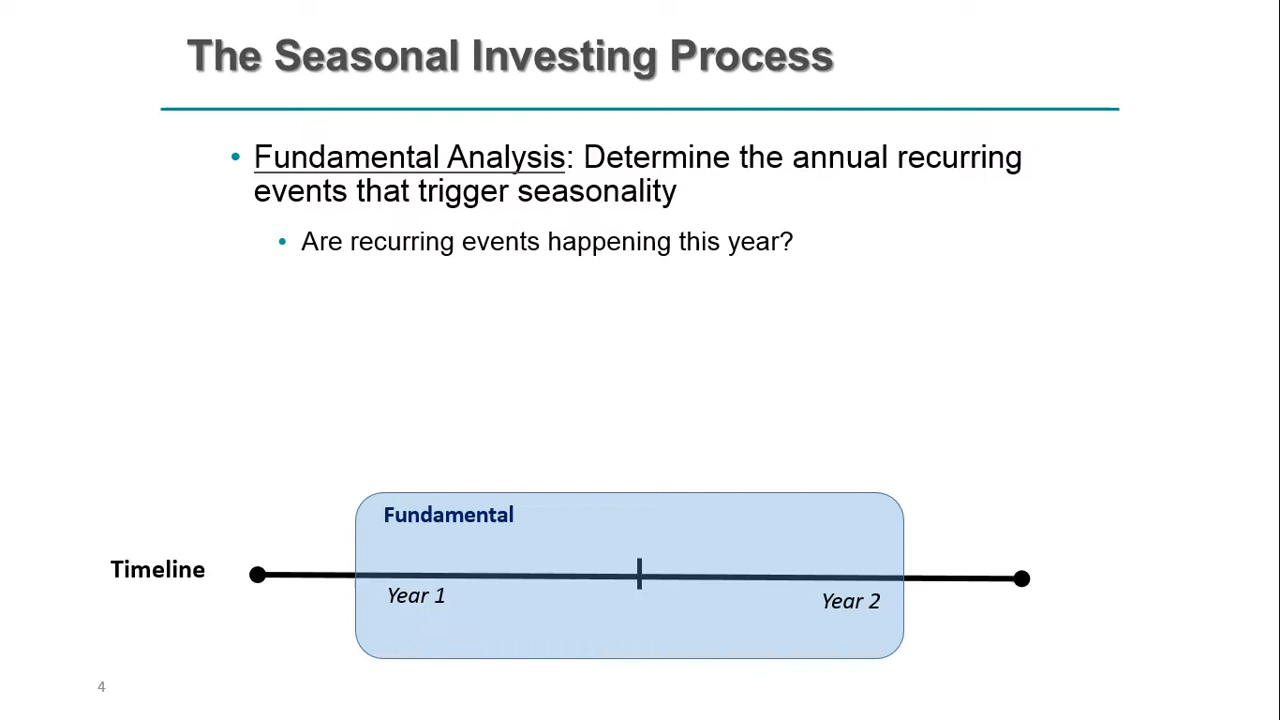 The Seasonal Investing Process
• Fundamental Analysis: Determine the annual recurring
events that trigger seasonality
• Are recurring events happening this year?
Fundamental
Timeline
Year 1
Year 2
4